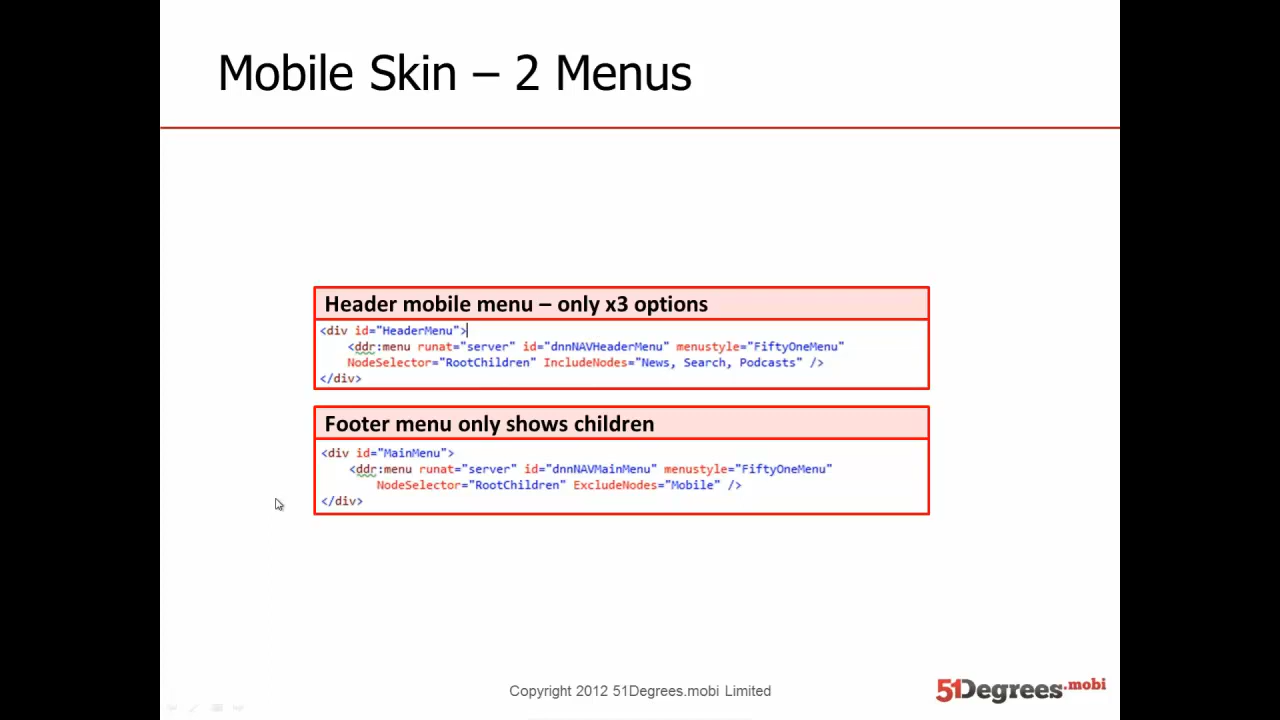 Mobile Skin – 2 Menus
Header mobile menu – only x3 options
<div id="HeaderMenu">
<ddr:menu runat="server" id="dnnNAVHeaderMenu" menustyle="FiftyOneMenu"
NodeSelector="RootChildren" IncludeNodes="News, Search, Podcasts" />
</div>
Footer menu only shows children
<div id="MainMenu">
<ddr:menu runat="server" id="dnnNAVMainMenu" menustyle="FiftyOneMenu"
NodeSelector="RootChildren" ExcludeNodes="Mobile" />
</div>
Copyright 2012 51Degrees.mobi Limited
51Degrees.mobi